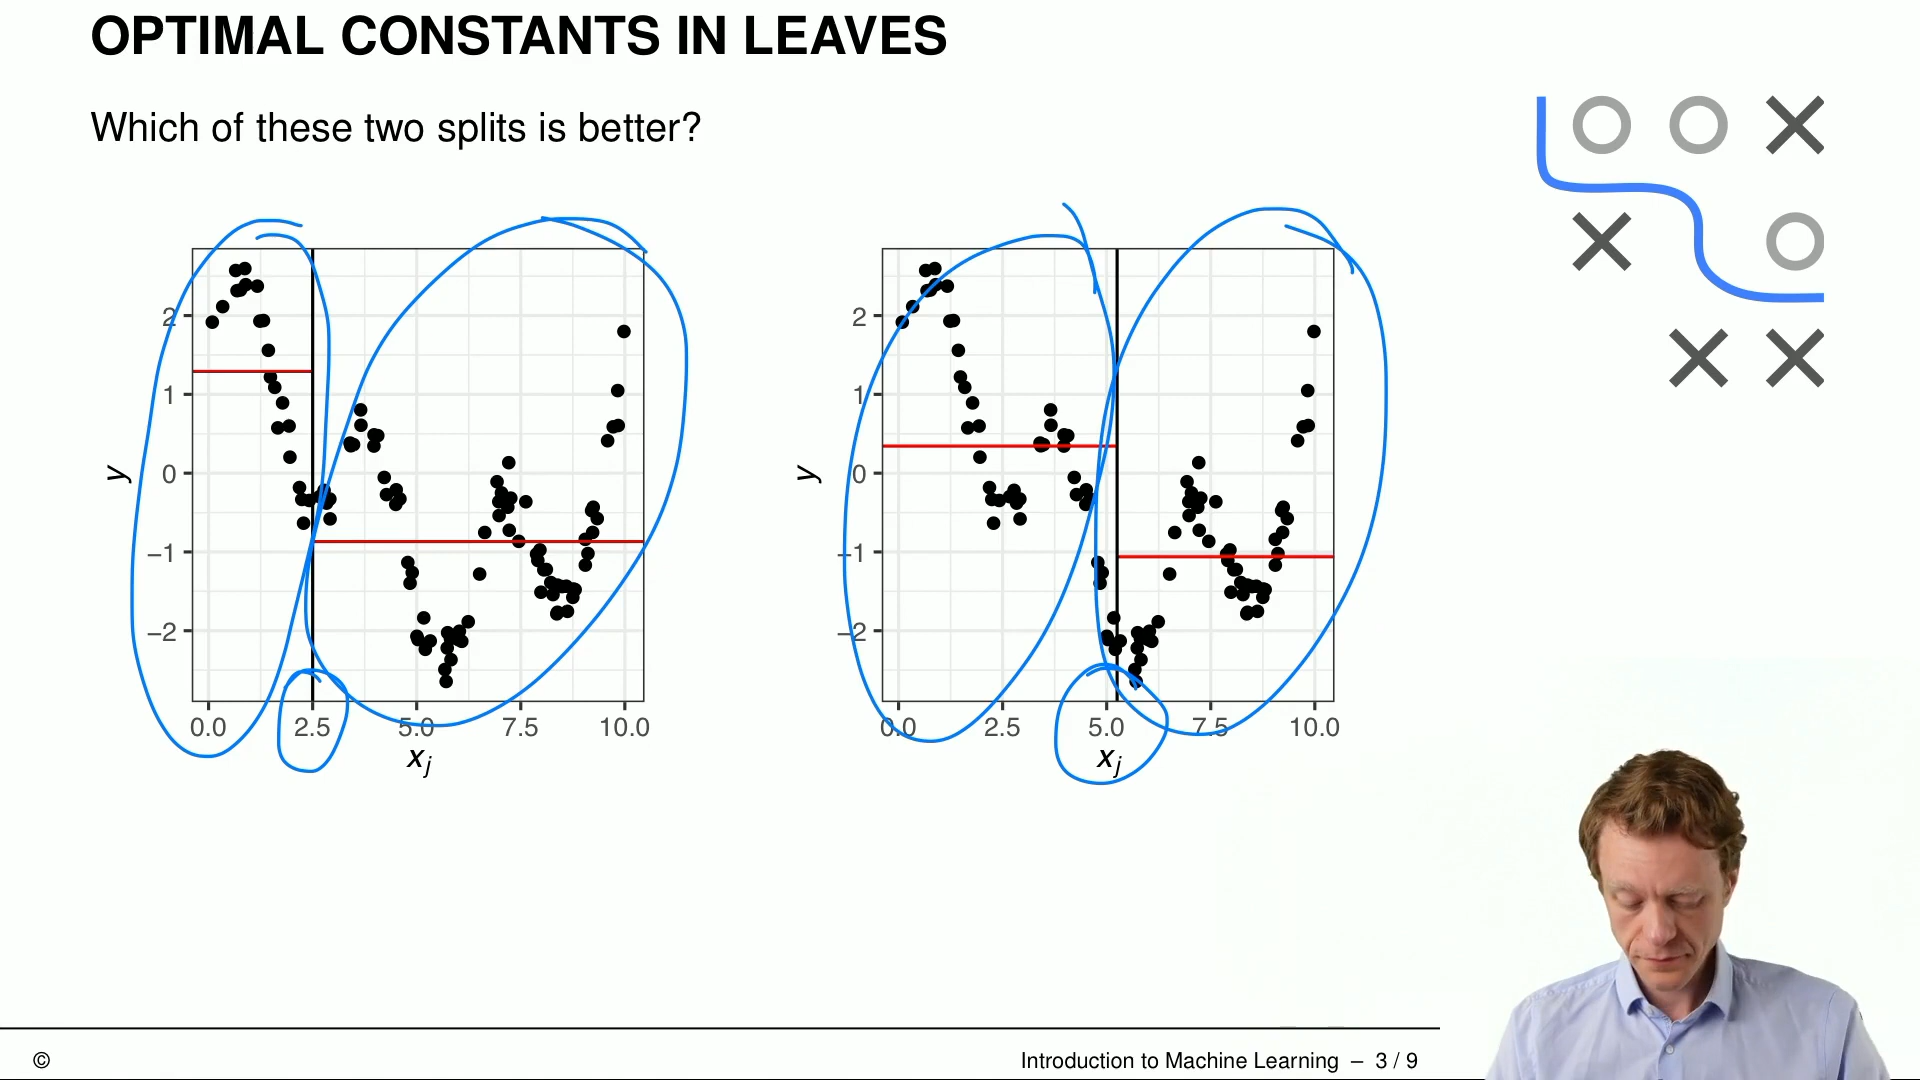 OPTIMAL CONSTANTS IN LEAVES
Which of these two splits is better?
2
1
0
−1
−2
y
0.0 2.5 5.0 7.5 10.0
xj
2
1
0
−1
−2
y
0.0 2.5 5.0 7.5 10.0
xj
© Introduction to Machine Learning – 3 / 9